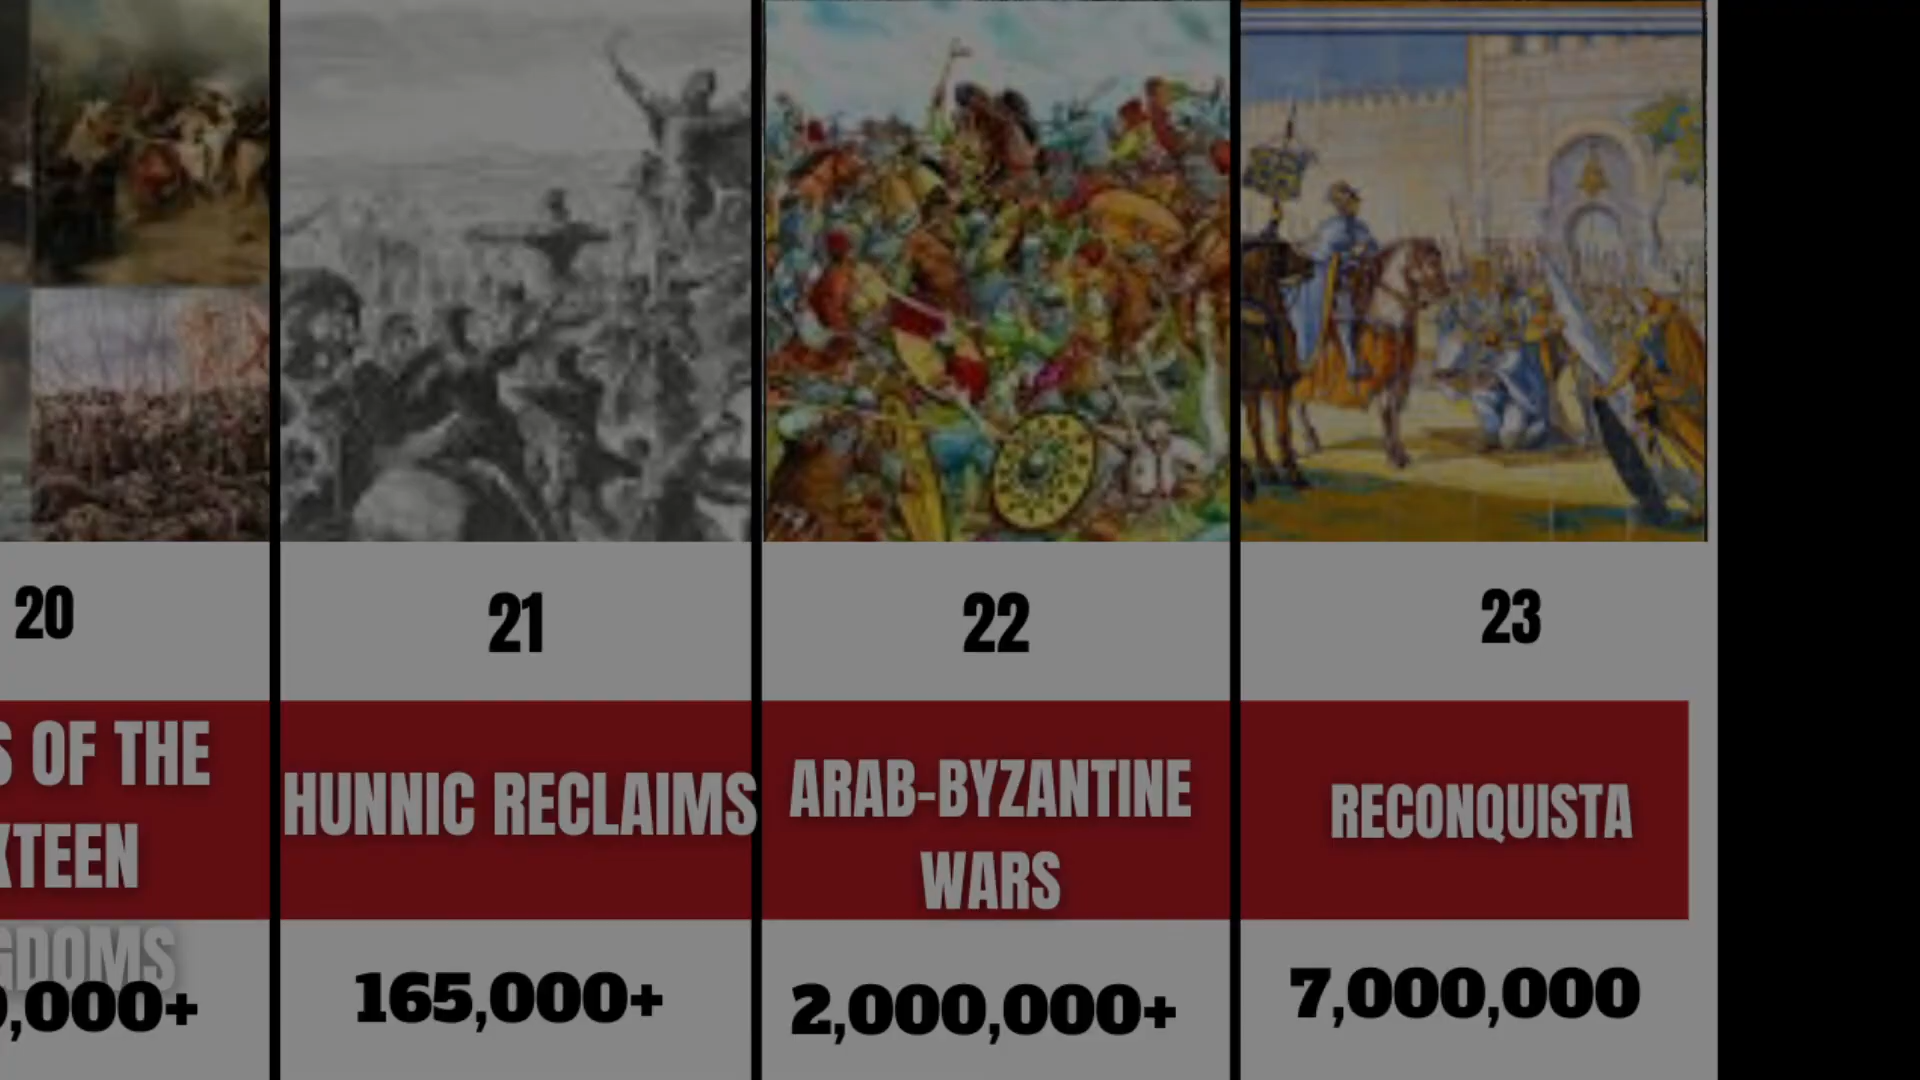 20
S OF THE
XTEEN
GDOMS
0,000+
21
HUNNIC RECLAIMS
165,000+
22
ARAB-BYZANTINE
WARS
2,000,000+
23
RECONQUISTA
7,000,000